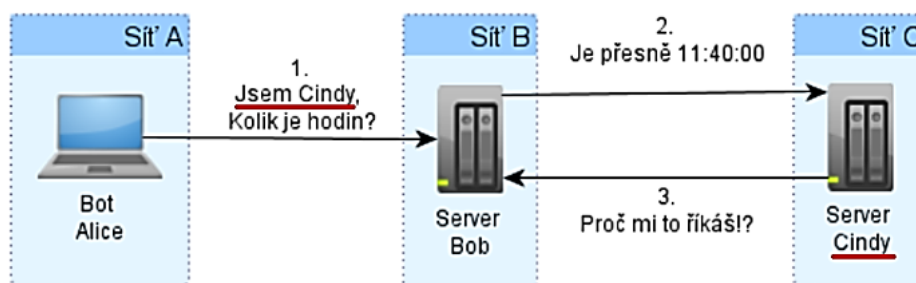 Síť A
Síť B
Síť C
1.
Jsem Cindy,
Kolik je hodin?
2.
Je přesně 11:40:00
3.
Proč mi to říkáš!?
Bot
Alice
Server
Bob
Server
Cindy